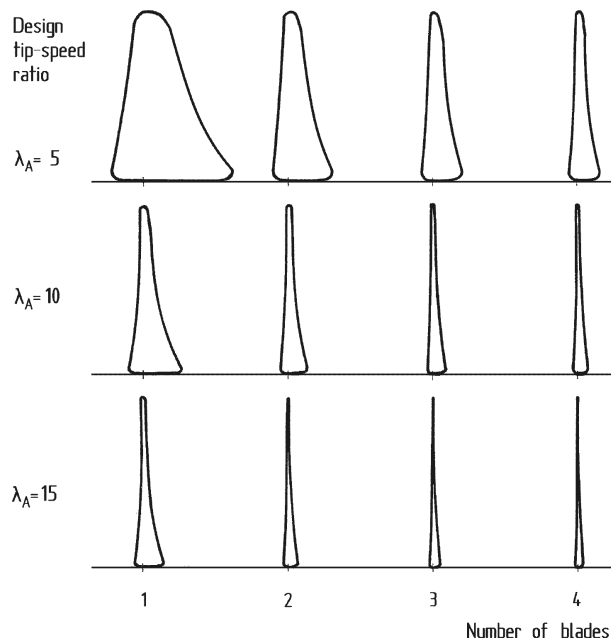 Design
tip-speed
ratio
λA= 5
λA= 10
λA= 15
1 2 3 4
Number of blades